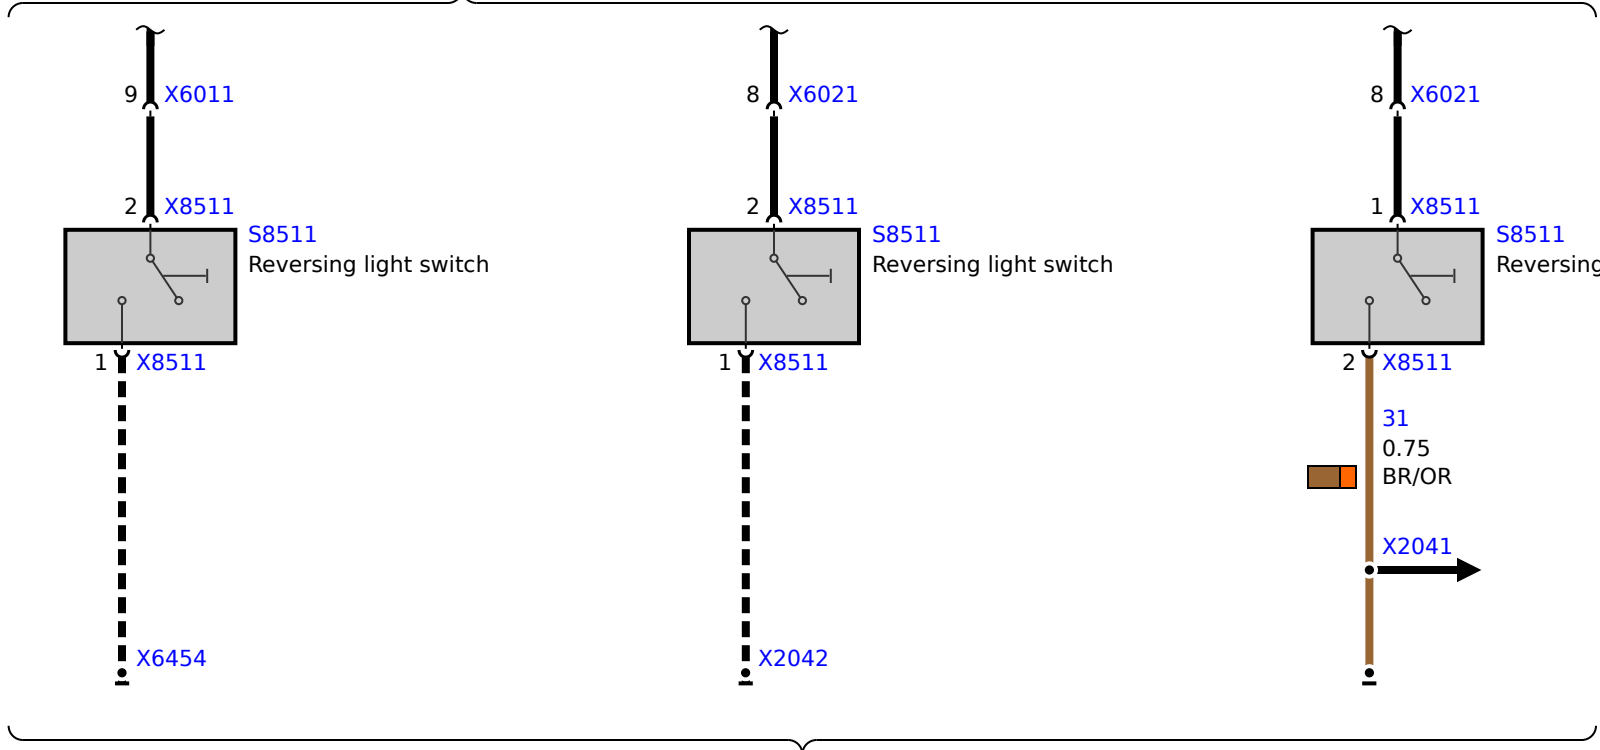 9 X6011
2 X8511
S8511
Reversing light switch
1 X8511
X6454
8 X6021
2 X8511
S8511
Reversing light switch
1 X8511
X2042
8 X6021
1 X8511
S8511
Reversing
2 X8511
31
0.75
BR/OR
X2041